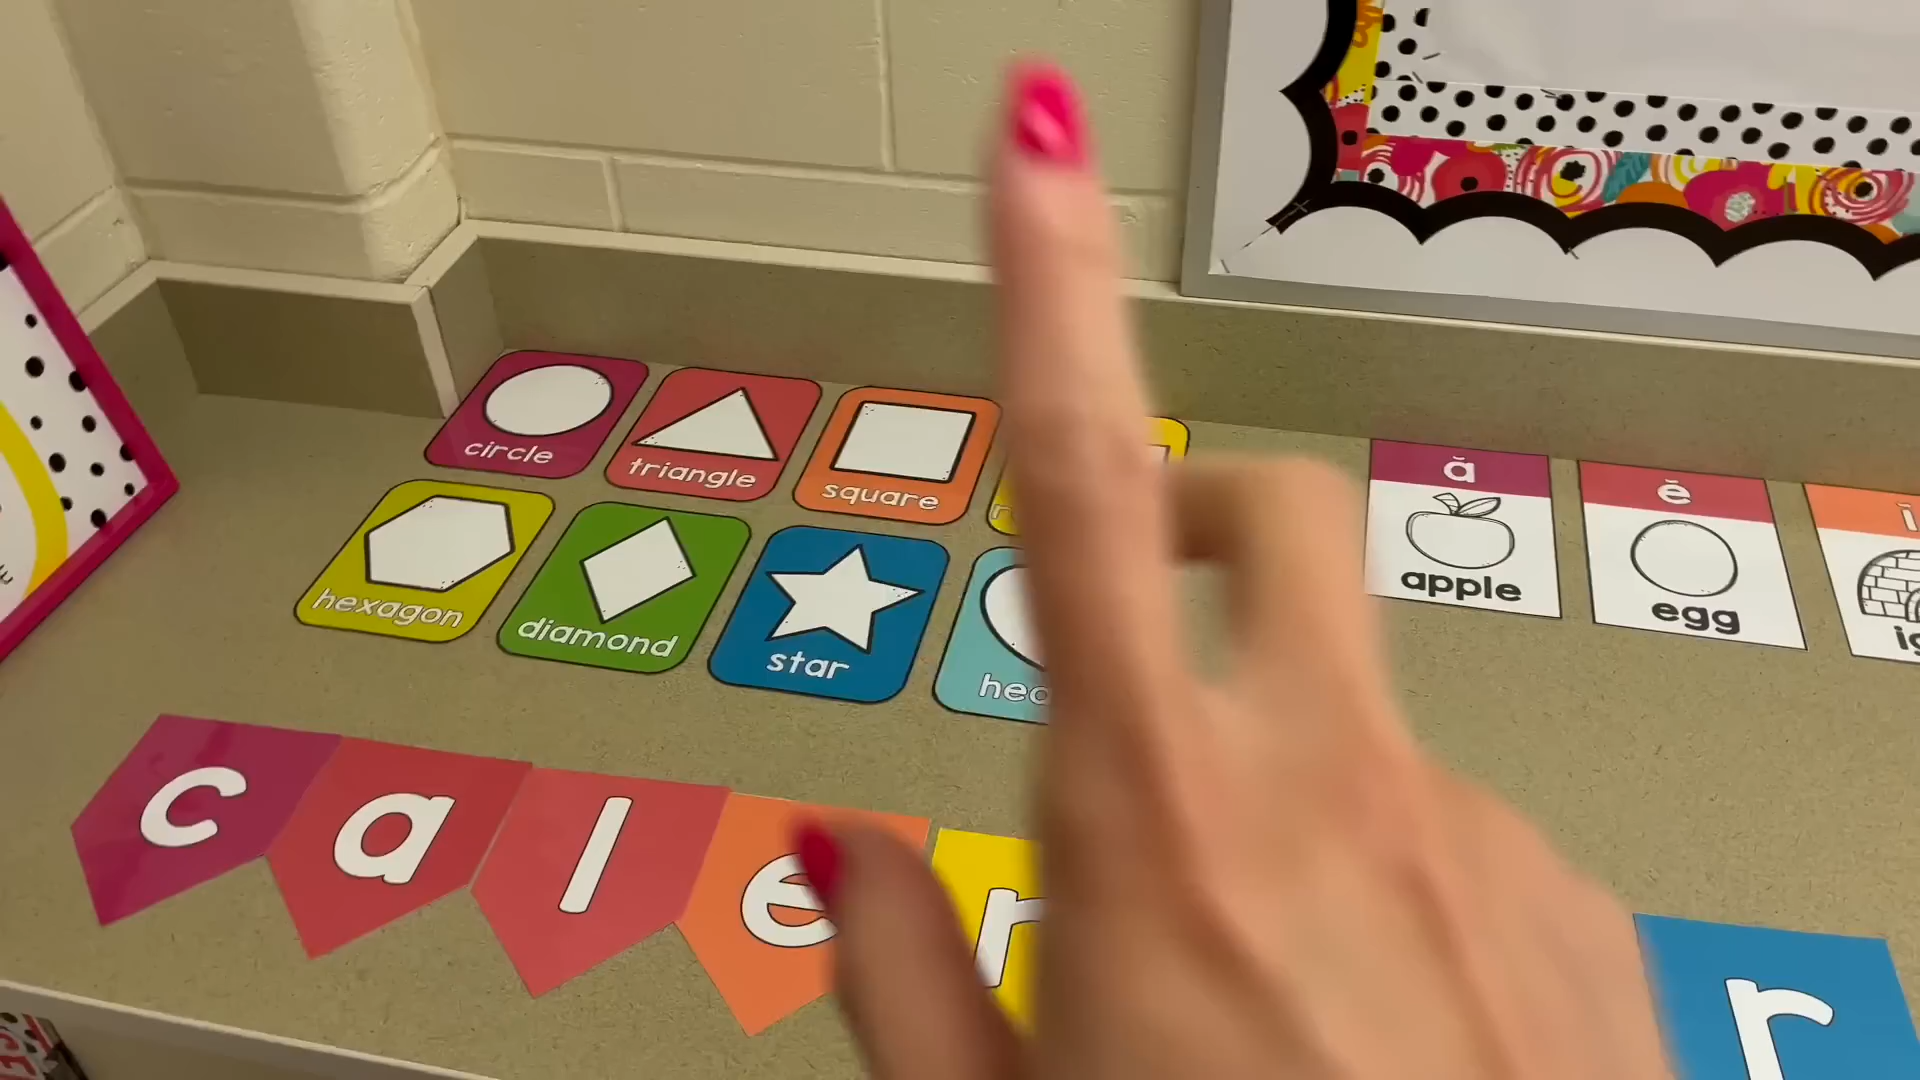 circle
triangle
square
hexagon
diamond
star
ă
apple
ĕ
egg
ĭ
c a l e n
r